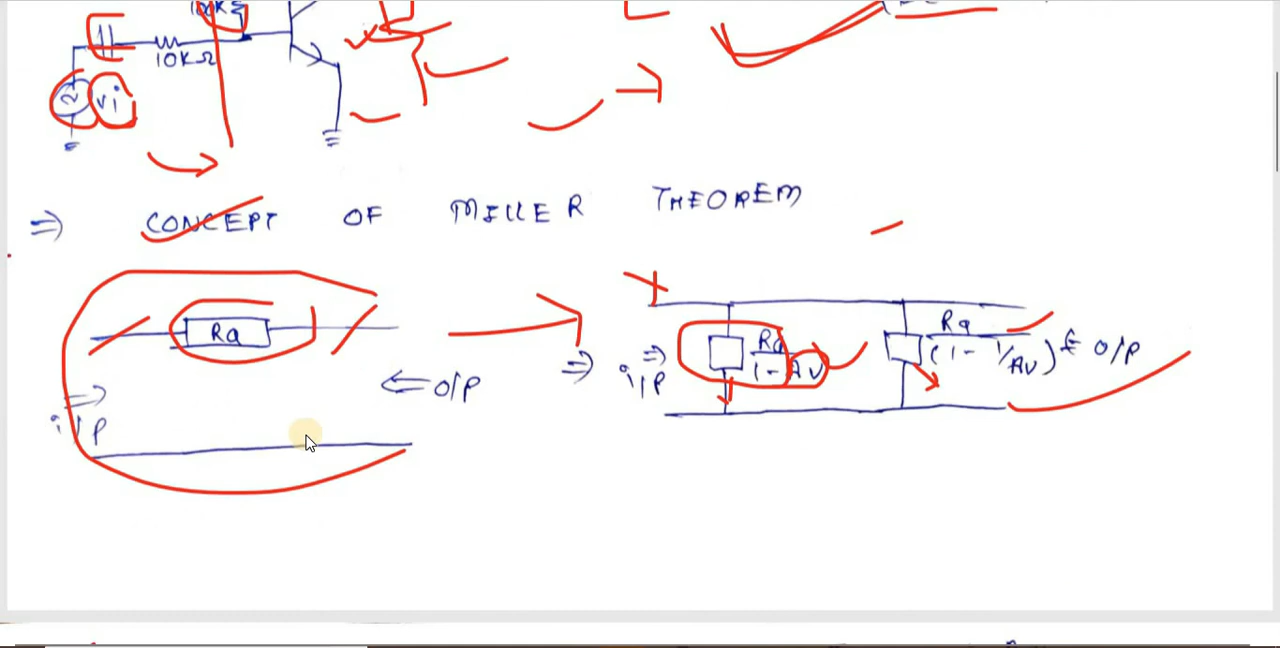 10KΩ
vi
⇒ CONCEPT OF MILLER THEOREM
Ra
⇒ i/p
⇐ O/P
⇒
⇒ i/P
Ra
1-Av
Ra
(1-1/Av)
⇐ O/P